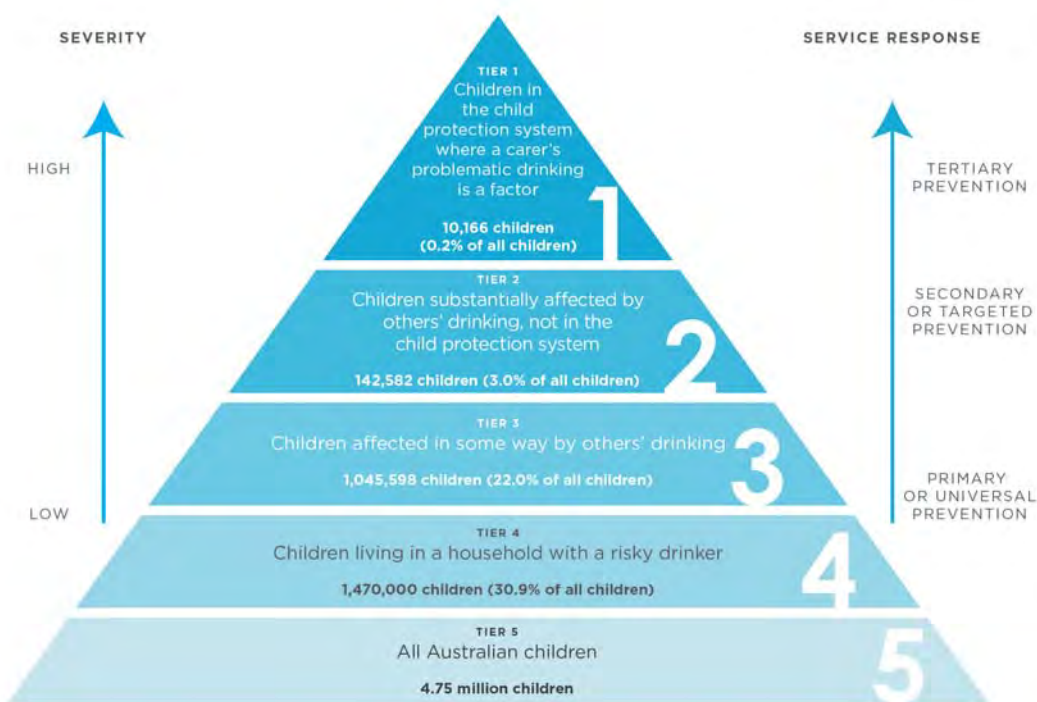 SEVERITY
SERVICE RESPONSE
HIGH
LOW
TERTIARY
PREVENTION
SECONDARY
OR TARGETED
PREVENTION
PRIMARY
OR UNIVERSAL
PREVENTION
TIER 1
Children in
the child
protection system
where a carer's
problematic drinking
is a factor
10,166 children
(0.2% of all children)
1
TIER 2
Children substantially affected by
others' drinking, not in the
child protection system
142,582 children (3.0% of all children)
2
TIER 3
Children affected in some way by others' drinking
1,045,598 children (22.0% of all children)
3
TIER 4
Children living in a household with a risky drinker
1,470,000 children (30.9% of all children)
4
TIER 5
All Australian children
4.75 million children
5